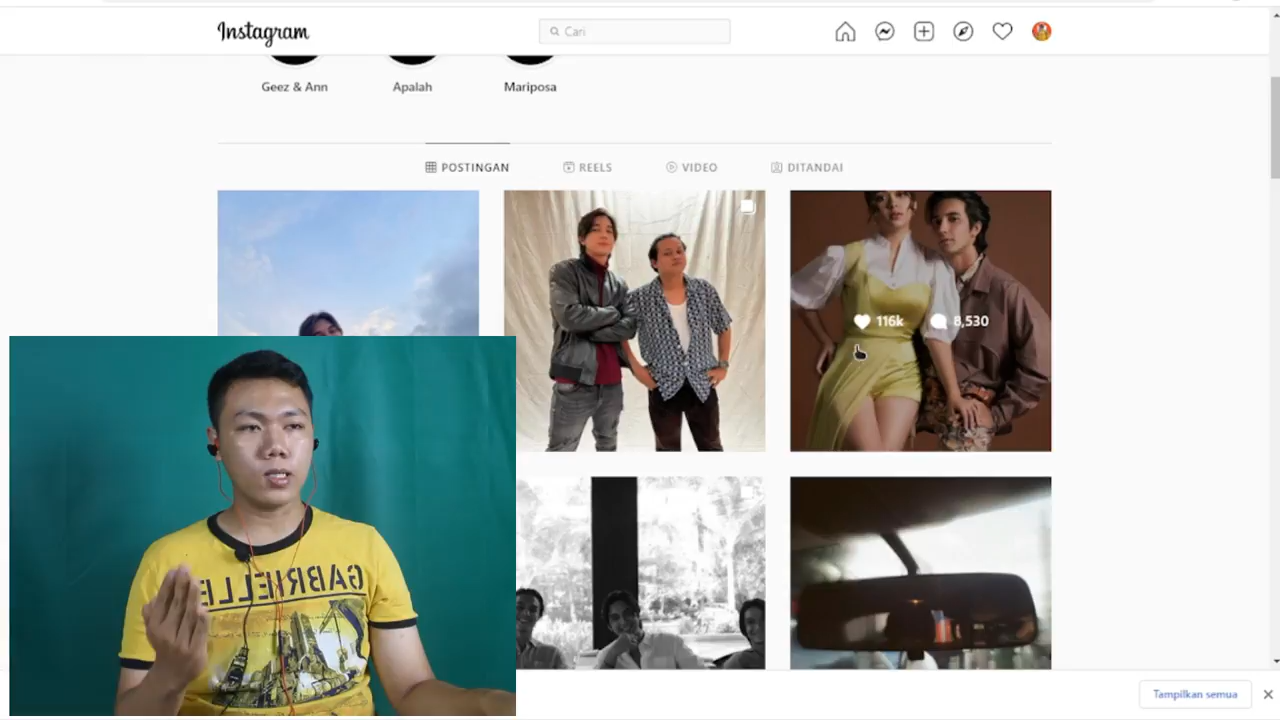 Instagram
Cari
Geez & Ann
Apalah
Mariposa
POSTINGAN
REELS
VIDEO
DITANDAI
116k
8,530
GABRIELLE
Tampilkan semua